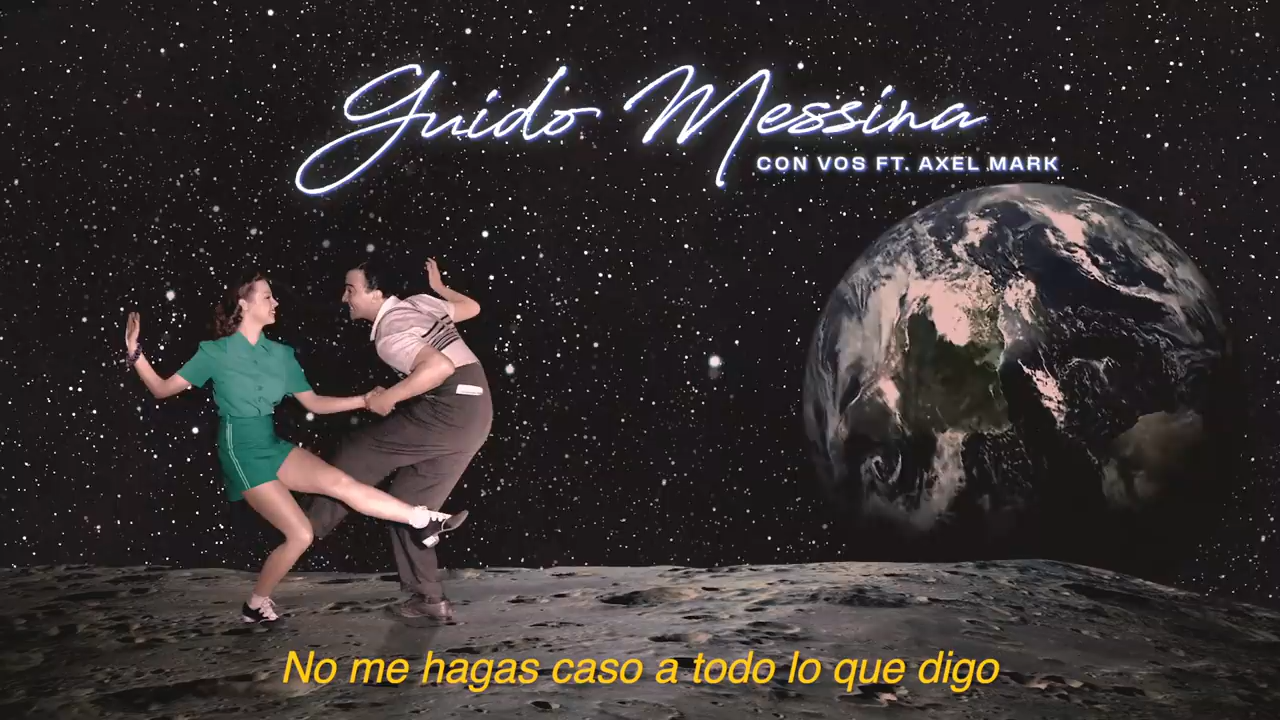 Guido Messina
CON VOS FT. AXEL MARK
No me hagas caso a todo lo que digo